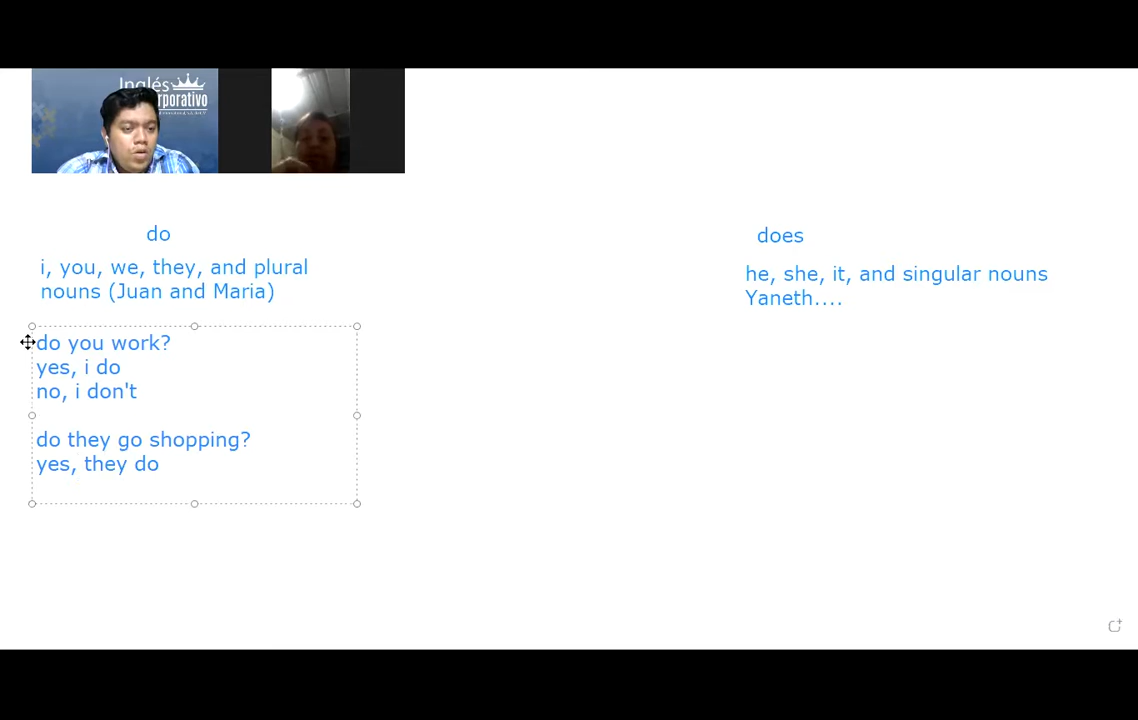 Inglés
do
i, you, we, they, and plural
nouns (Juan and Maria)
do you work?
yes, i do
no, i don't
do they go shopping?
yes, they do
does
he, she, it, and singular nouns
Yaneth....